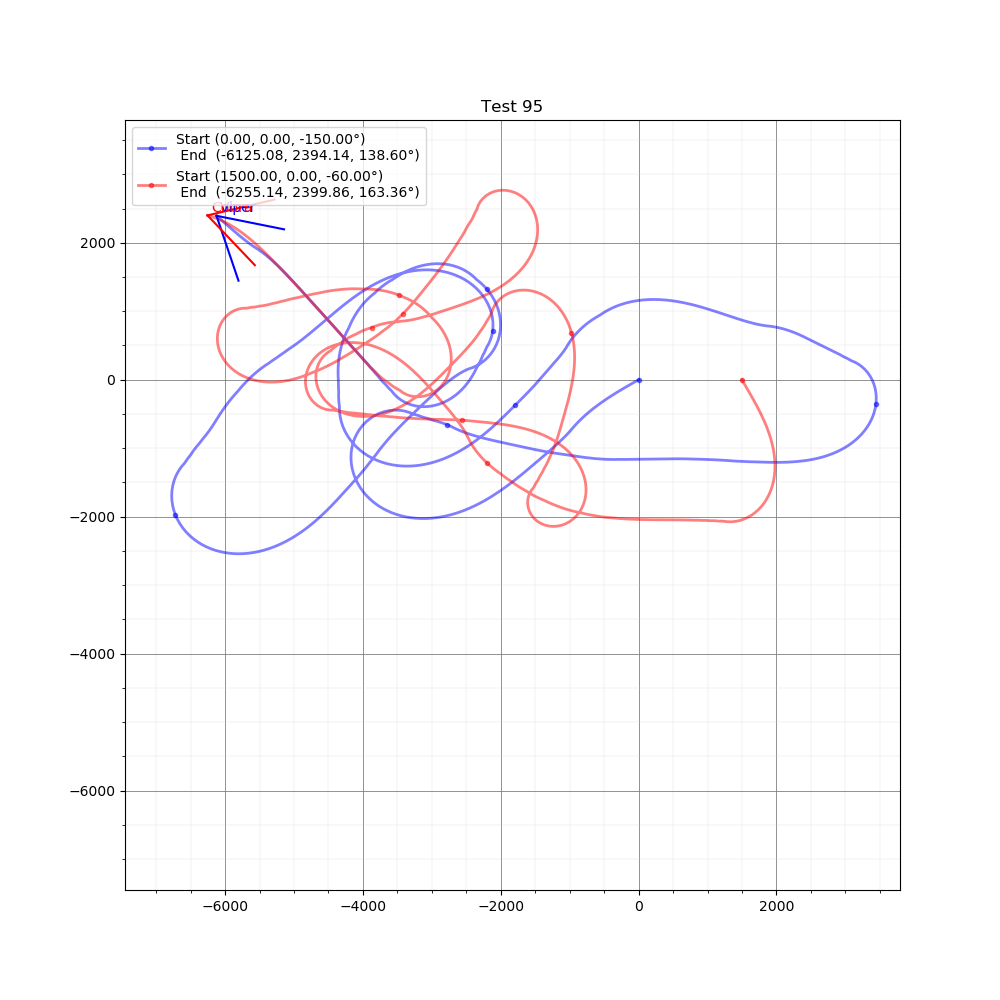 Test 95
Start (0.00, 0.00, -150.00°)
End (-6125.08, 2394.14, 138.60°)
Start (1500.00, 0.00, -60.00°)
End (-6255.14, 2399.86, 163.36°)
2000
0
−2000
−4000
−6000
−6000
−4000
−2000
0
2000